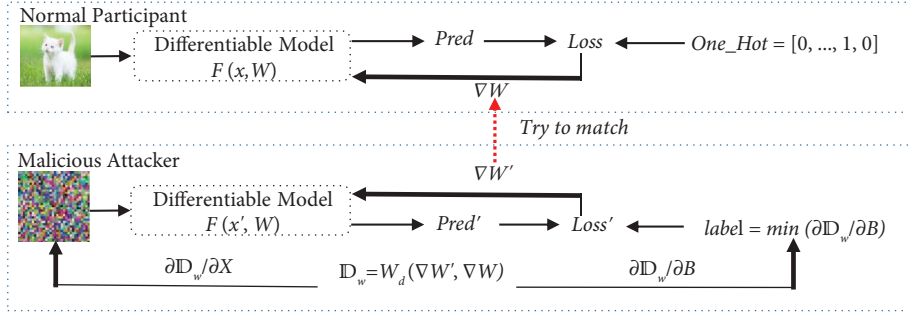 Normal Participant
Differentiable Model
F (x, W)
Pred
Loss
One_Hot = [0, ..., 1, 0]
∇W
Try to match
Malicious Attacker
∇W'
Differentiable Model
F (x', W)
Pred'
Loss'
label = min (∂𝔻w/∂B)
∂𝔻w/∂X
𝔻w=Wd (∇W', ∇W)
∂𝔻w/∂B